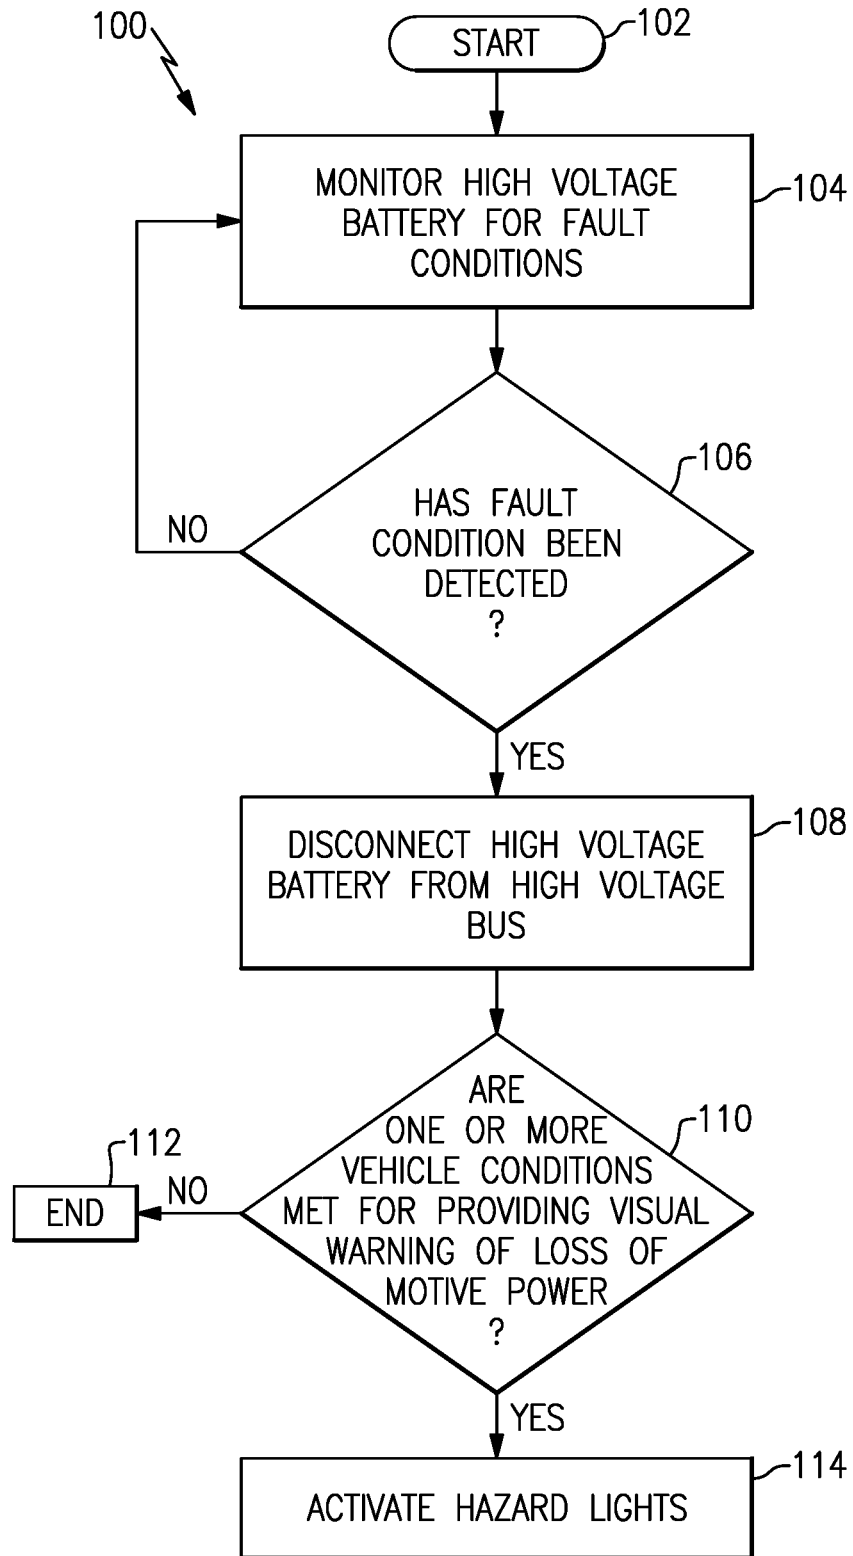 100
START
102
MONITOR HIGH VOLTAGE
BATTERY FOR FAULT
CONDITIONS
104
HAS FAULT
CONDITION BEEN
DETECTED
?
106
NO
YES
DISCONNECT HIGH VOLTAGE
BATTERY FROM HIGH VOLTAGE
BUS
108
ARE
ONE OR MORE
VEHICLE CONDITIONS
MET FOR PROVIDING VISUAL
WARNING OF LOSS OF
MOTIVE POWER
?
110
112
NO
END
YES
ACTIVATE HAZARD LIGHTS
114